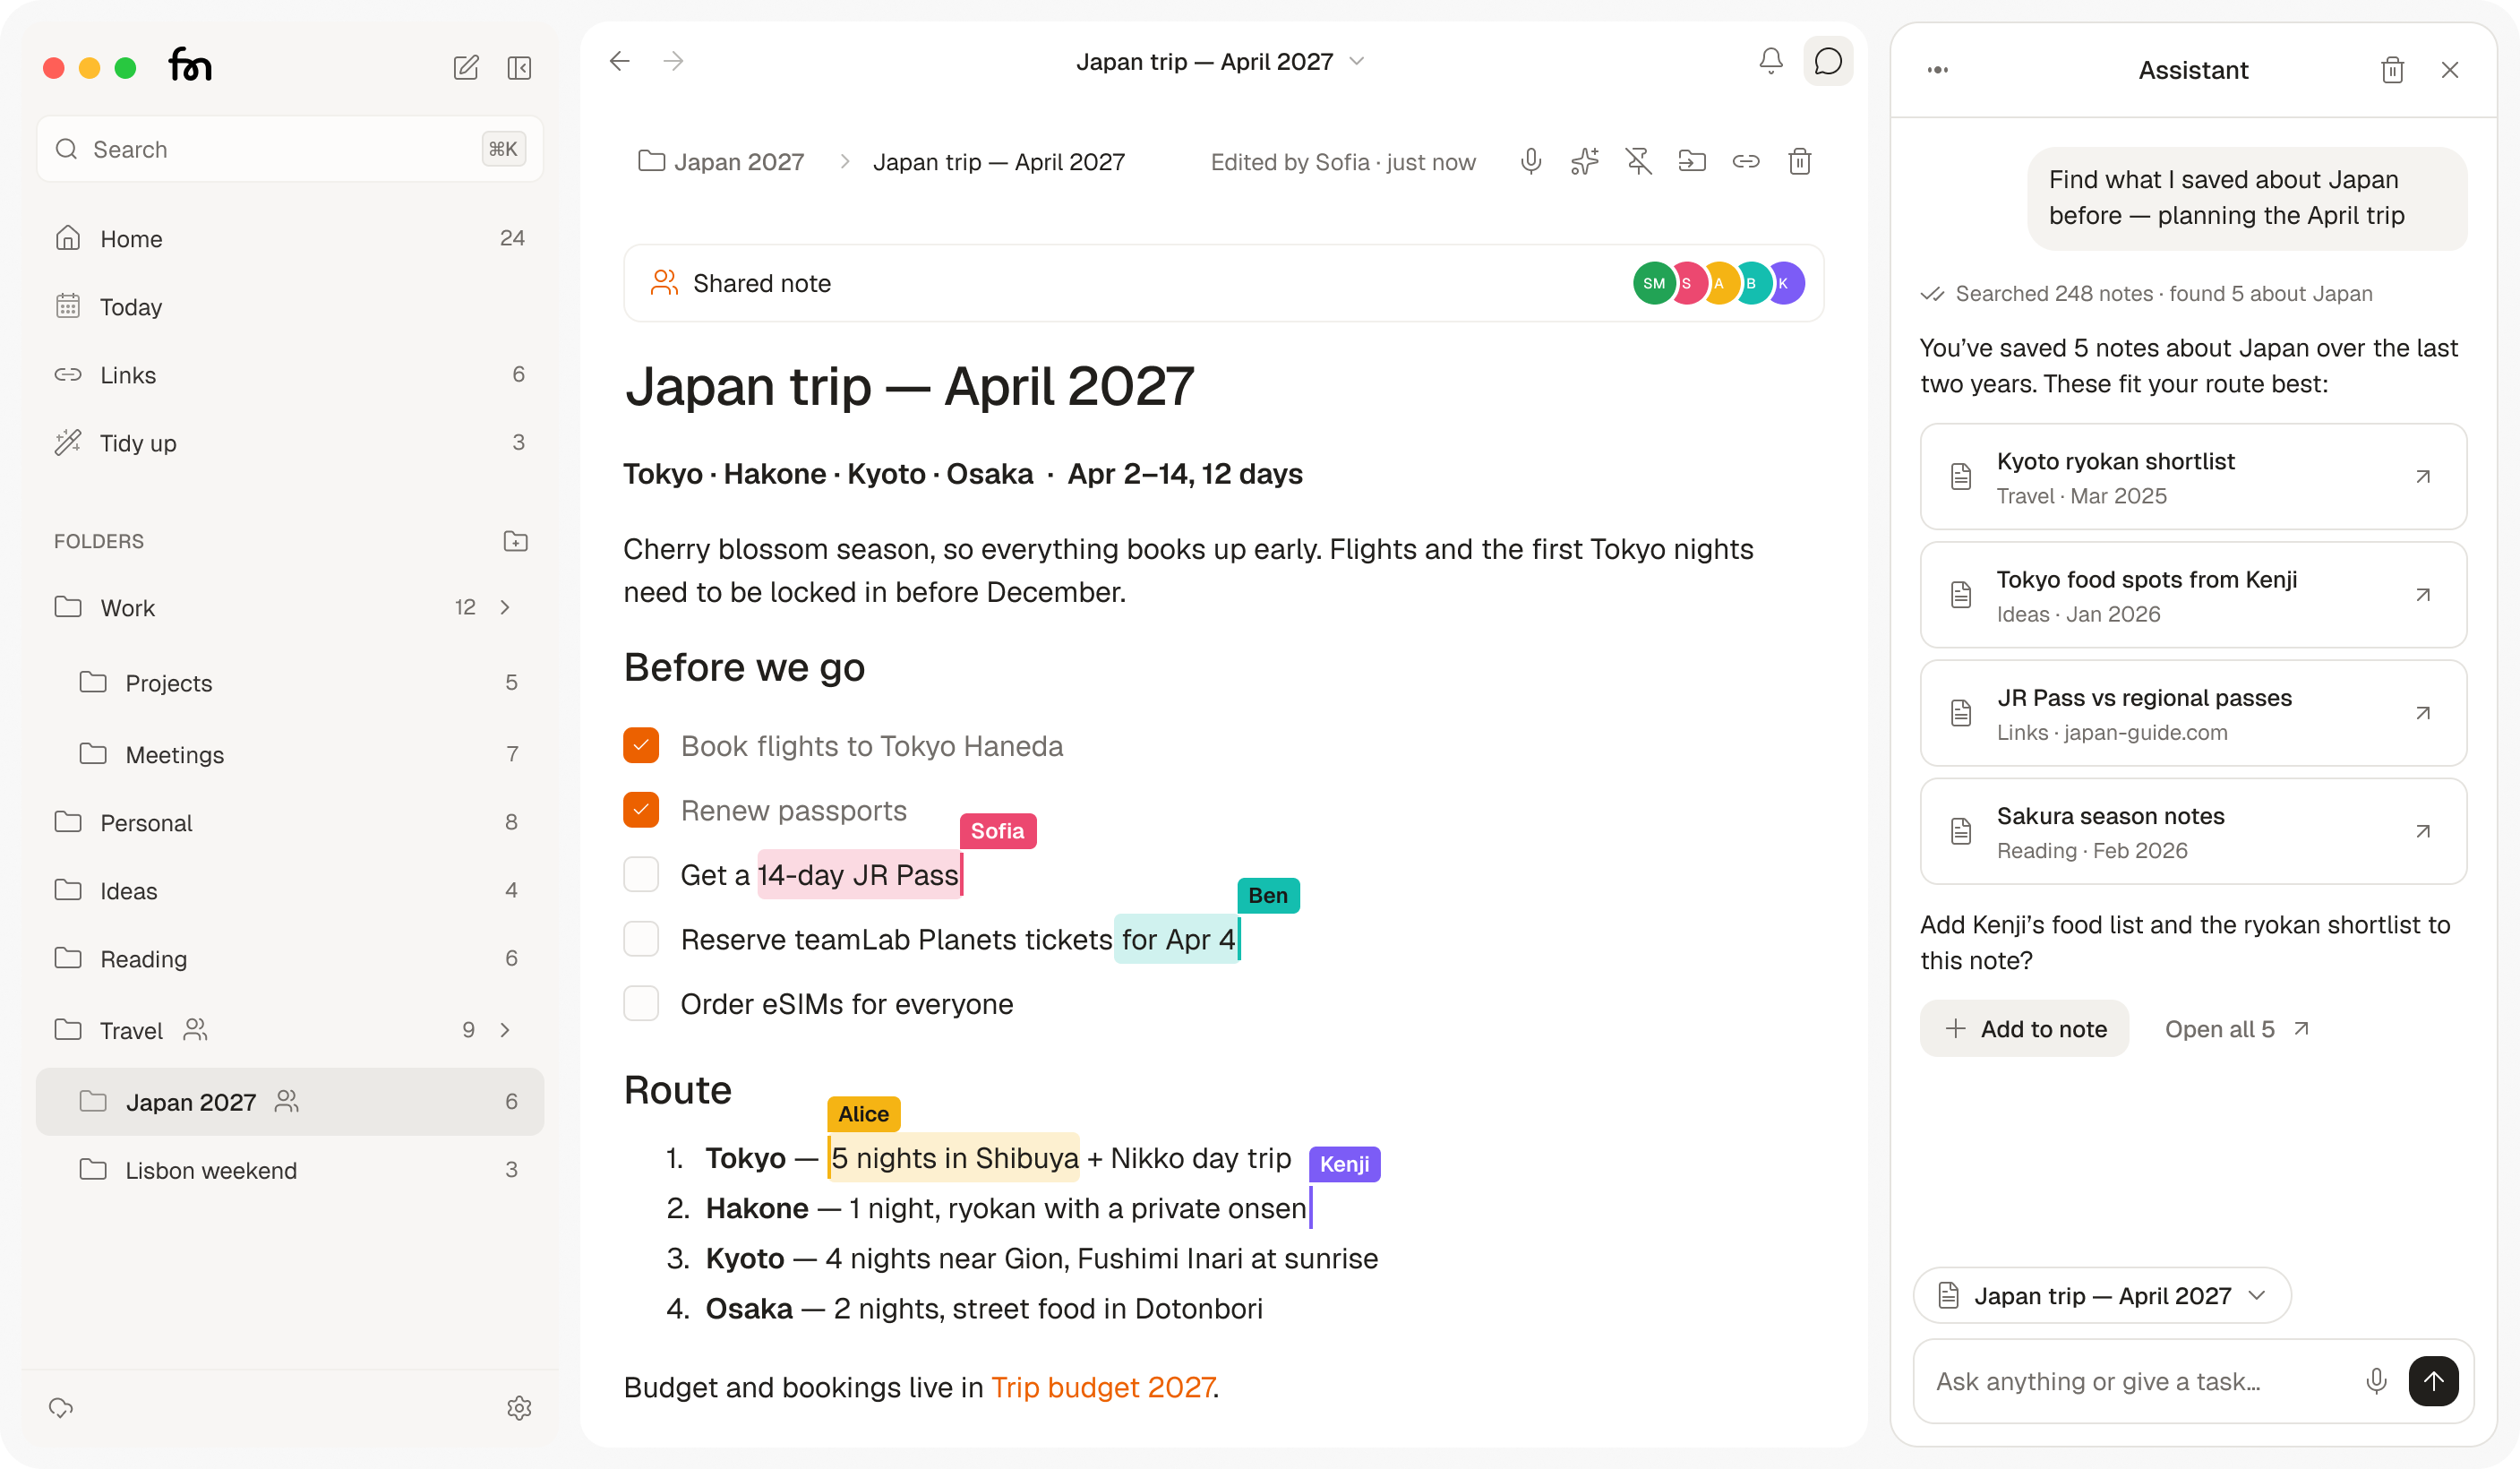 fn
Search
⌘K
Home 24
Today
Links 6
Tidy up 3
FOLDERS
Work 12
Projects 5
Meetings 7
Personal 8
Ideas 4
Reading 6
Travel 9
Japan 2027 6
Lisbon weekend 3
Japan trip — April 2027
Japan 2027 Japan trip — April 2027 Edited by Sofia · just now
Shared note SM S A B K
Japan trip — April 2027
Tokyo · Hakone · Kyoto · Osaka · Apr 2–14, 12 days
Cherry blossom season, so everything books up early. Flights and the first Tokyo nights
need to be locked in before December.
Before we go
Book flights to Tokyo Haneda
Renew passports
Sofia
Get a 14-day JR Pass
Ben
Reserve teamLab Planets tickets for Apr 4
Order eSIMs for everyone
Route
Alice
1. Tokyo — 5 nights in Shibuya + Nikko day trip
Kenji
2. Hakone — 1 night, ryokan with a private onsen
3. Kyoto — 4 nights near Gion, Fushimi Inari at sunrise
4. Osaka — 2 nights, street food in Dotonbori
Budget and bookings live in Trip budget 2027.
Assistant
Find what I saved about Japan
before — planning the April trip
Searched 248 notes · found 5 about Japan
You’ve saved 5 notes about Japan over the last
two years. These fit your route best:
Kyoto ryokan shortlist
Travel · Mar 2025
Tokyo food spots from Kenji
Ideas · Jan 2026
JR Pass vs regional passes
Links · japan-guide.com
Sakura season notes
Reading · Feb 2026
Add Kenji’s food list and the ryokan shortlist to
this note?
Add to note Open all 5
Japan trip — April 2027
Ask anything or give a task...